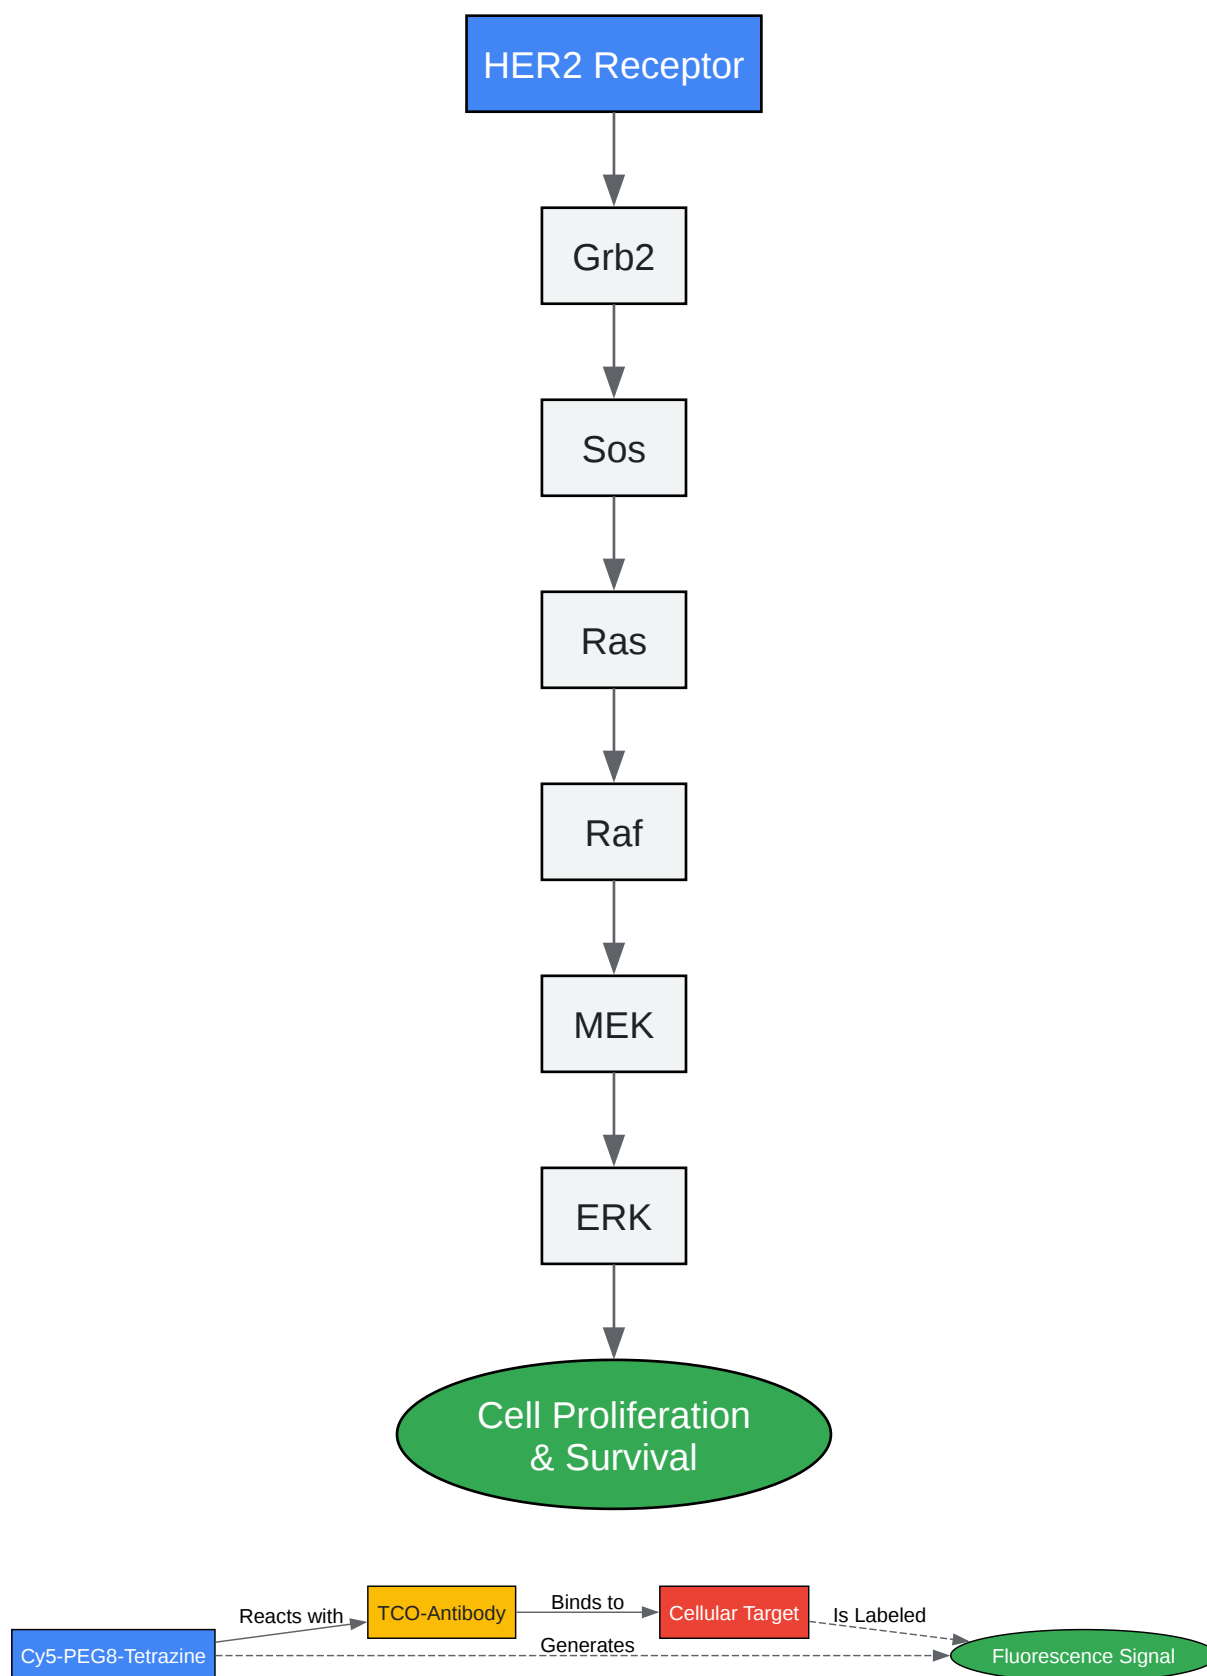 HER2 Receptor
Grb2
Sos
Ras
Raf
MEK
ERK
Cell Proliferation
& Survival
Reacts with
TCO-Antibody
Binds to
Cellular Target
Is Labeled
Cy5-PEG8-Tetrazine
Generates
Fluorescence Signal